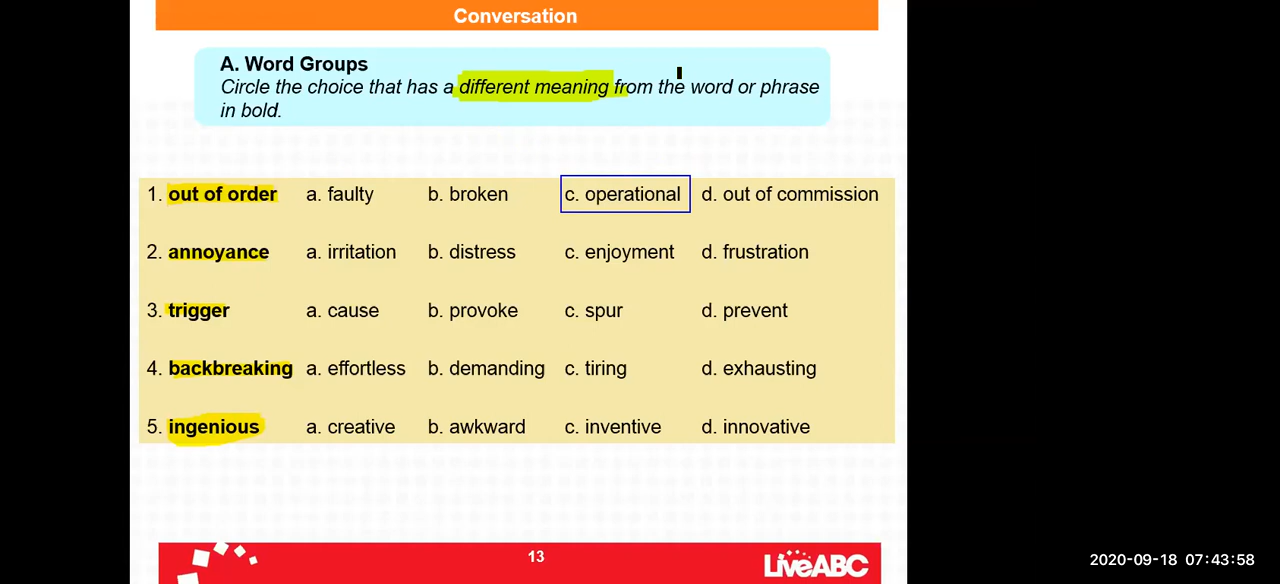 Conversation
A. Word Groups
Circle the choice that has a different meaning from the word or phrase
in bold.
1. out of order a. faulty b. broken c. operational d. out of commission
2. annoyance a. irritation b. distress c. enjoyment d. frustration
3. trigger a. cause b. provoke c. spur d. prevent
4. backbreaking a. effortless b. demanding c. tiring d. exhausting
5. ingenious a. creative b. awkward c. inventive d. innovative
13
LiveABC
2020-09-18 07:43:58